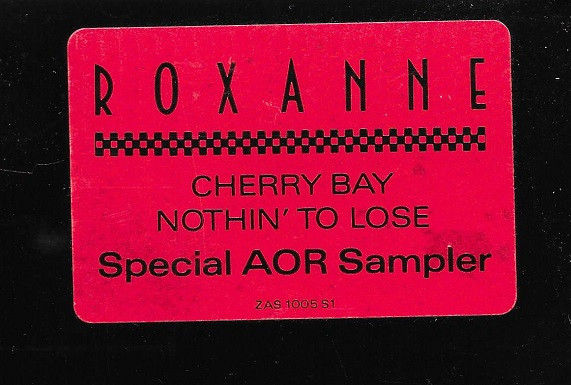 ROXANNE
CHERRY BAY
NOTHIN' TO LOSE
Special AOR Sampler
ZAS 1005 S1